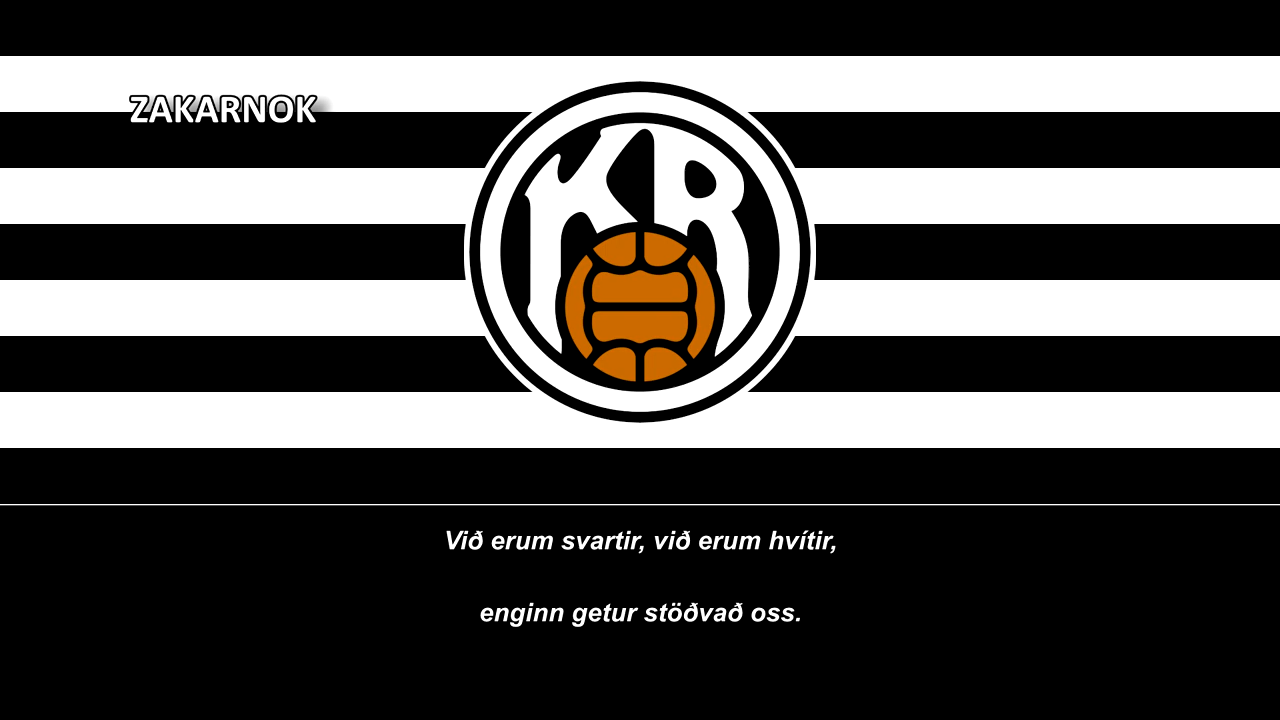 ZAKARNOK
KR
Við erum svartir, við erum hvítir,
enginn getur stöðvað oss.